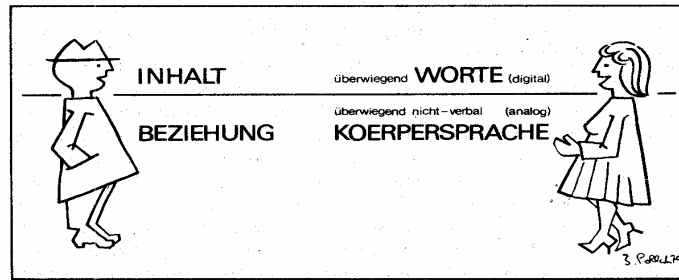 INHALT überwiegend WORTE (digital)
überwiegend nicht-verbal (analog)
BEZIEHUNG KOERPERSPRACHE